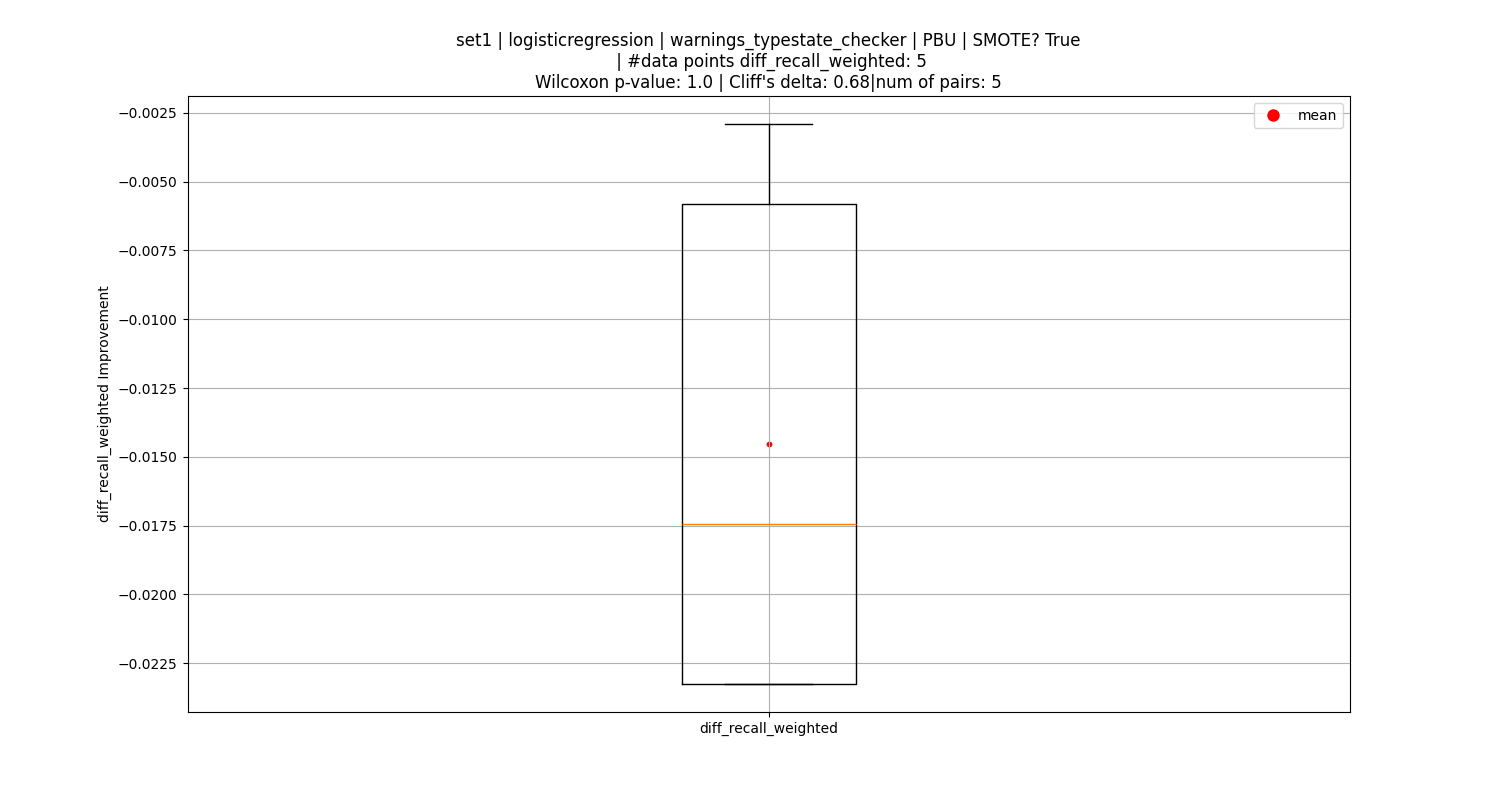 set1 | logisticregression | warnings_typestate_checker | PBU | SMOTE? True
| #data points diff_recall_weighted: 5
Wilcoxon p-value: 1.0 | Cliff's delta: 0.68|num of pairs: 5
mean
−0.0025
−0.0050
−0.0075
−0.0100
−0.0125
−0.0150
−0.0175
−0.0200
−0.0225
diff_recall_weighted Improvement
diff_recall_weighted